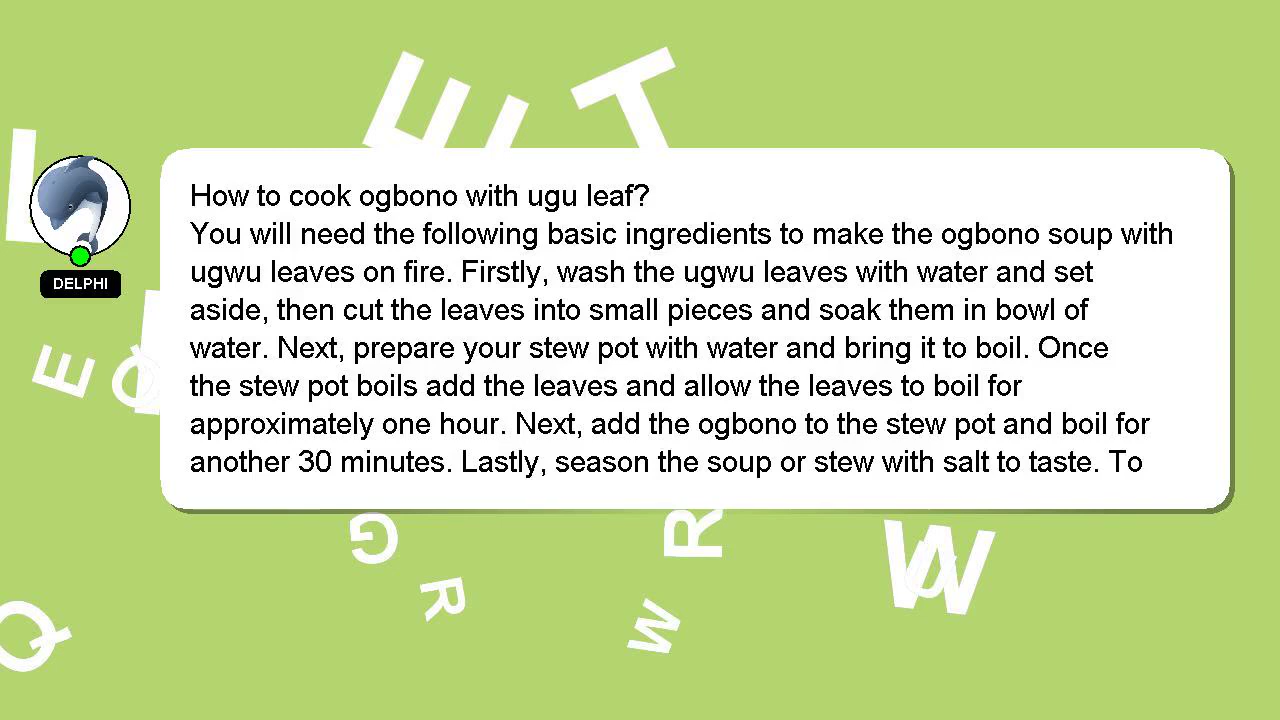 How to cook ogbono with ugu leaf?
You will need the following basic ingredients to make the ogbono soup with
ugwu leaves on fire. Firstly, wash the ugwu leaves with water and set
aside, then cut the leaves into small pieces and soak them in bowl of
water. Next, prepare your stew pot with water and bring it to boil. Once
the stew pot boils add the leaves and allow the leaves to boil for
approximately one hour. Next, add the ogbono to the stew pot and boil for
another 30 minutes. Lastly, season the soup or stew with salt to taste. To
DELPHI
E
T
L
E
Q
G
R
R
W
W
Q